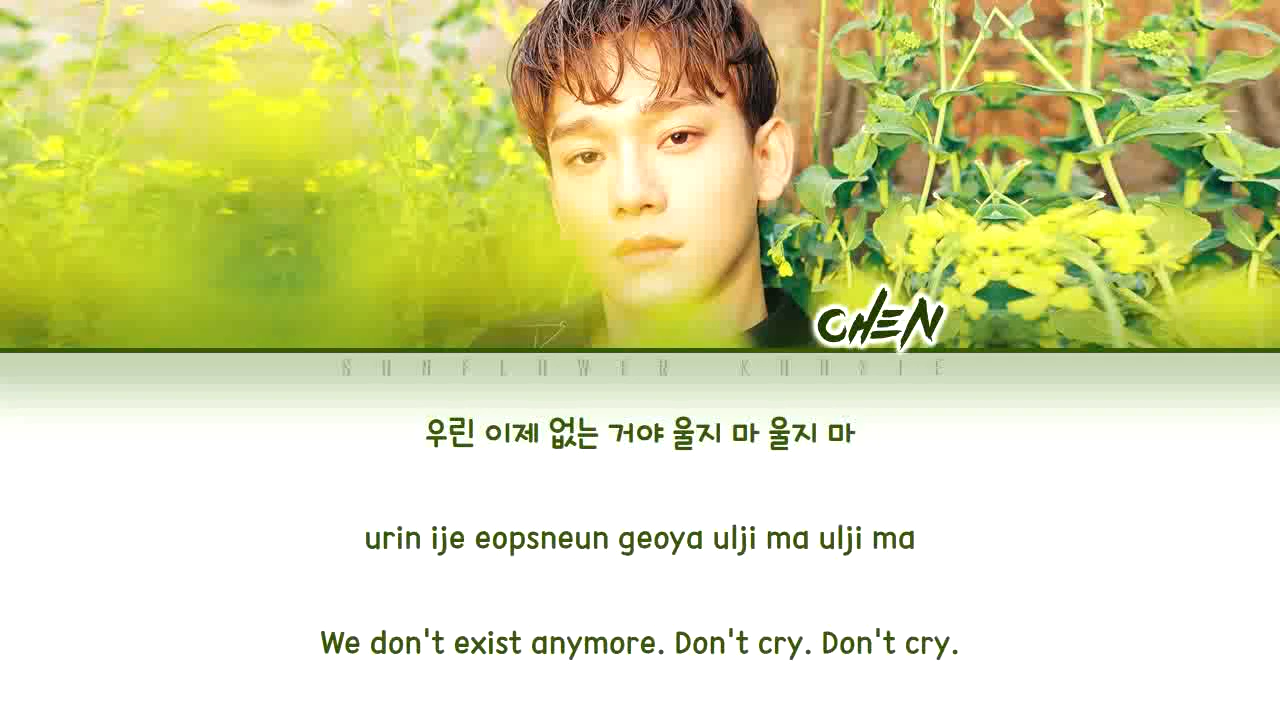 CHEN
SUNFLOWER KHUXIE
우린 이제 없는 거야 울지 마 울지 마
urin ije eopsneun geoya ulji ma ulji ma
We don't exist anymore. Don't cry. Don't cry.